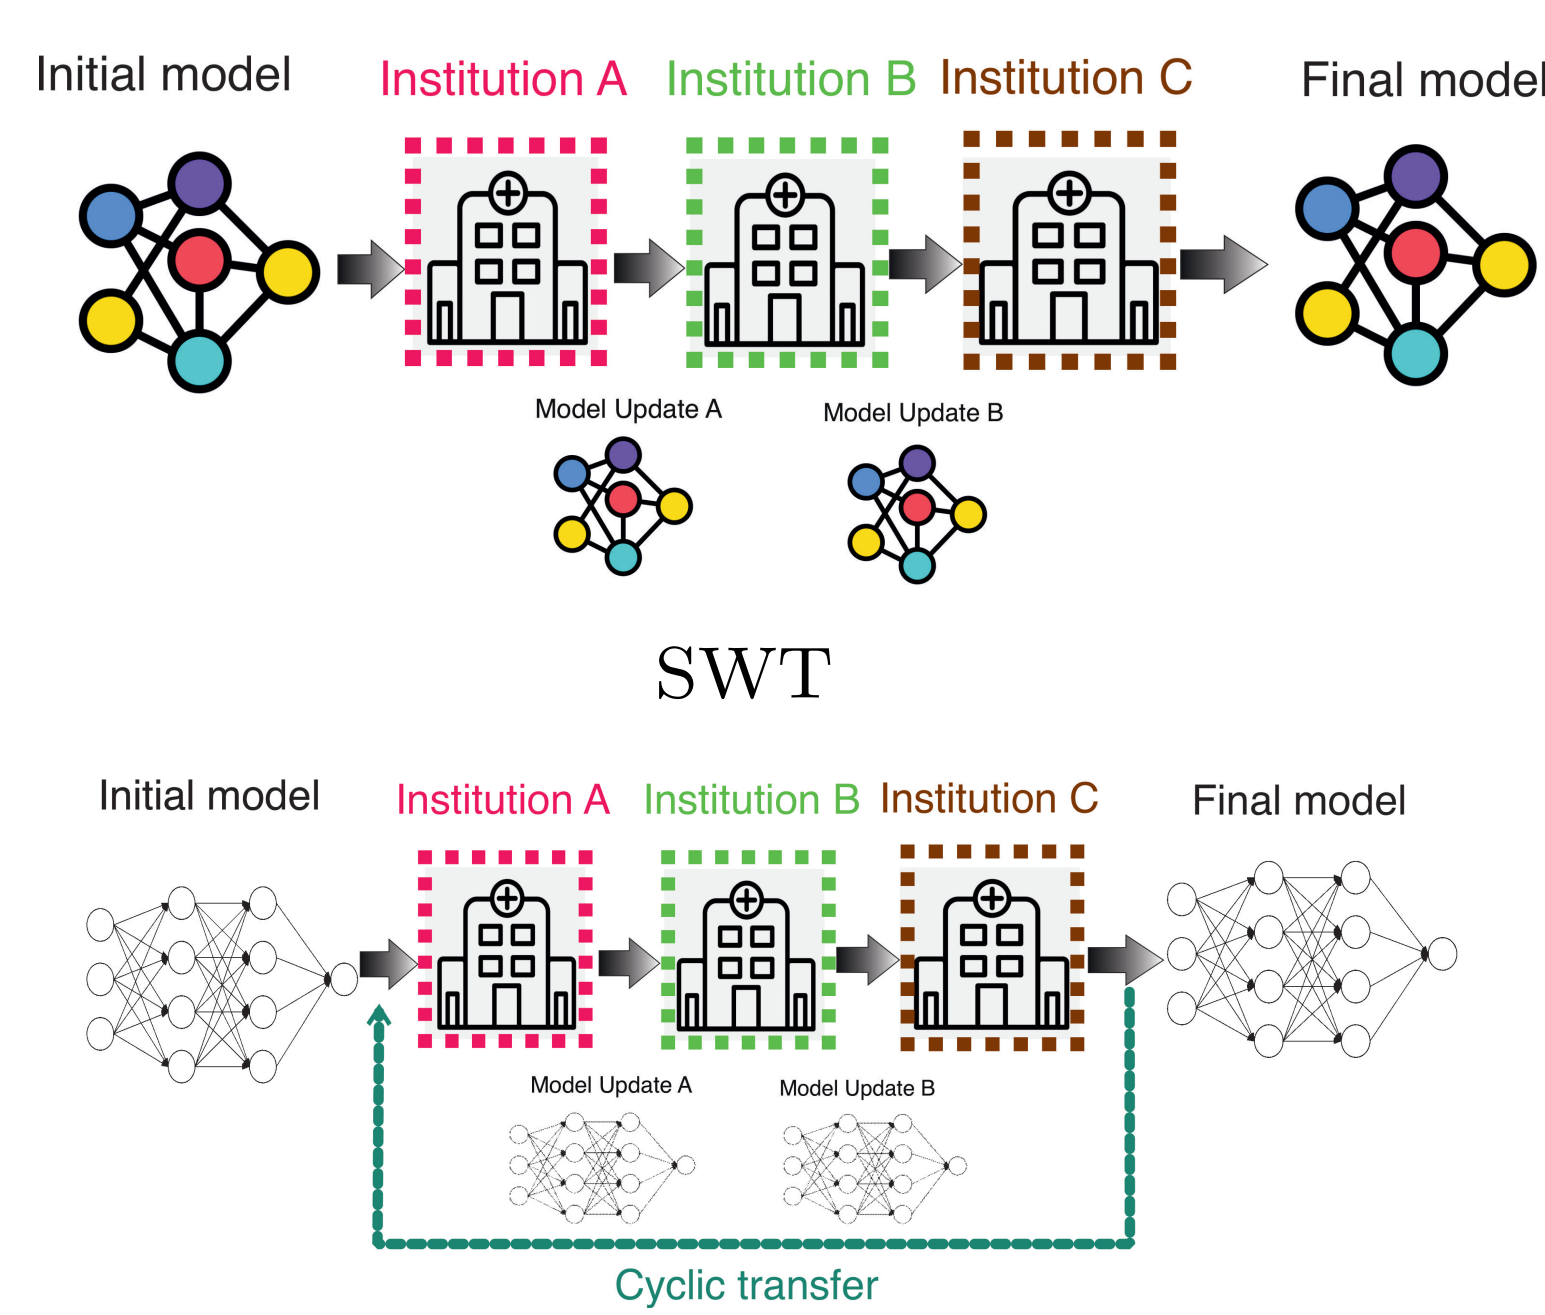 Initial model
Institution A
Institution B
Institution C
Final model
Model Update A
Model Update B
SWT
Initial model
Institution A
Institution B
Institution C
Final model
Model Update A
Model Update B
Cyclic transfer